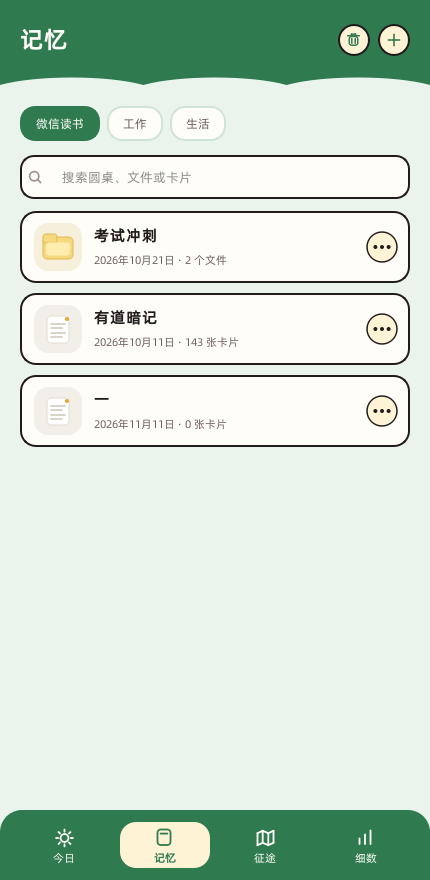 记忆
微信读书
工作
生活
搜索圆桌、文件或卡片
考试冲刺
2026年10月21日 · 2 个文件
有道暗记
2026年10月11日 · 143 张卡片
一
2026年11月11日 · 0 张卡片
今日
记忆
征途
细数